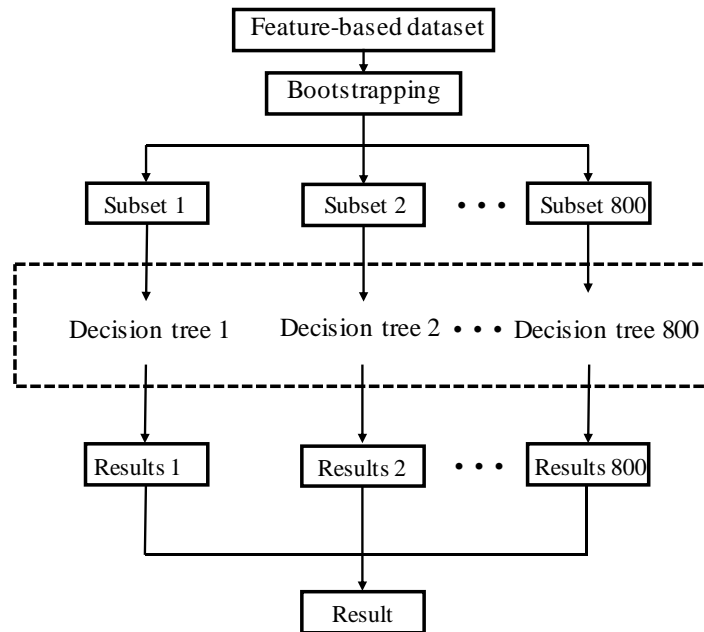 Feature-based dataset
Bootstrapping
Subset 1
Subset 2
• • •
Subset 800
Decision tree 1
Decision tree 2
• • •
Decision tree 800
Results 1
Results 2
• • •
Results 800
Result